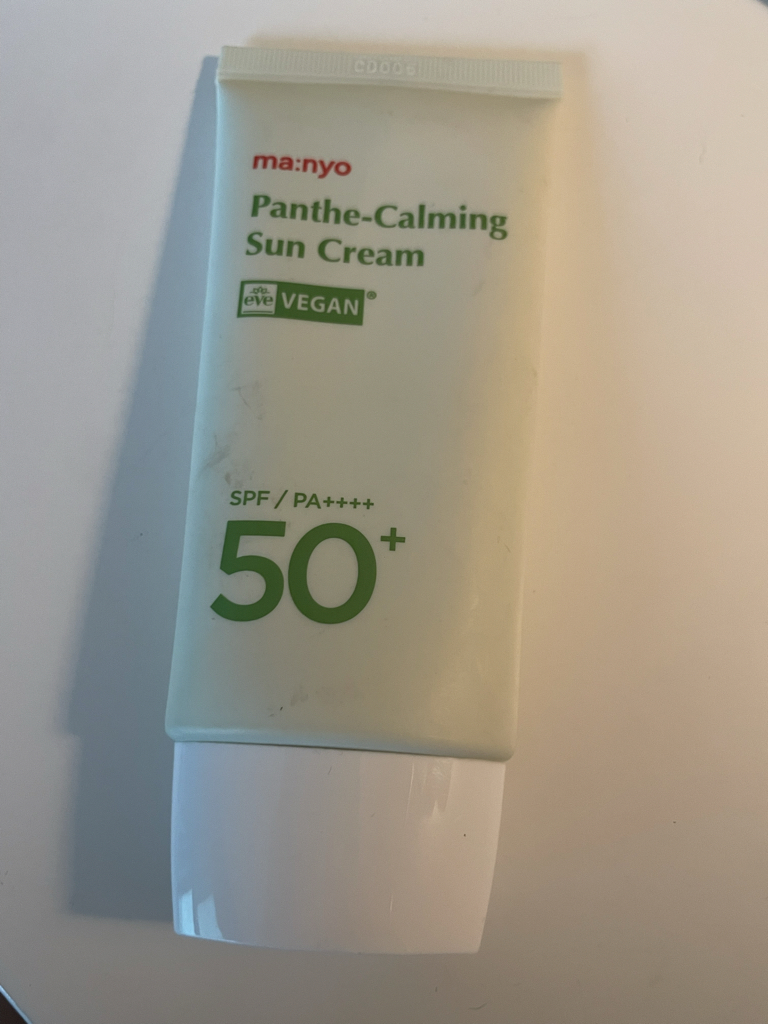 ma:nyo
Panthe-Calming
Sun Cream
eve VEGAN®
SPF / PA++++
50+